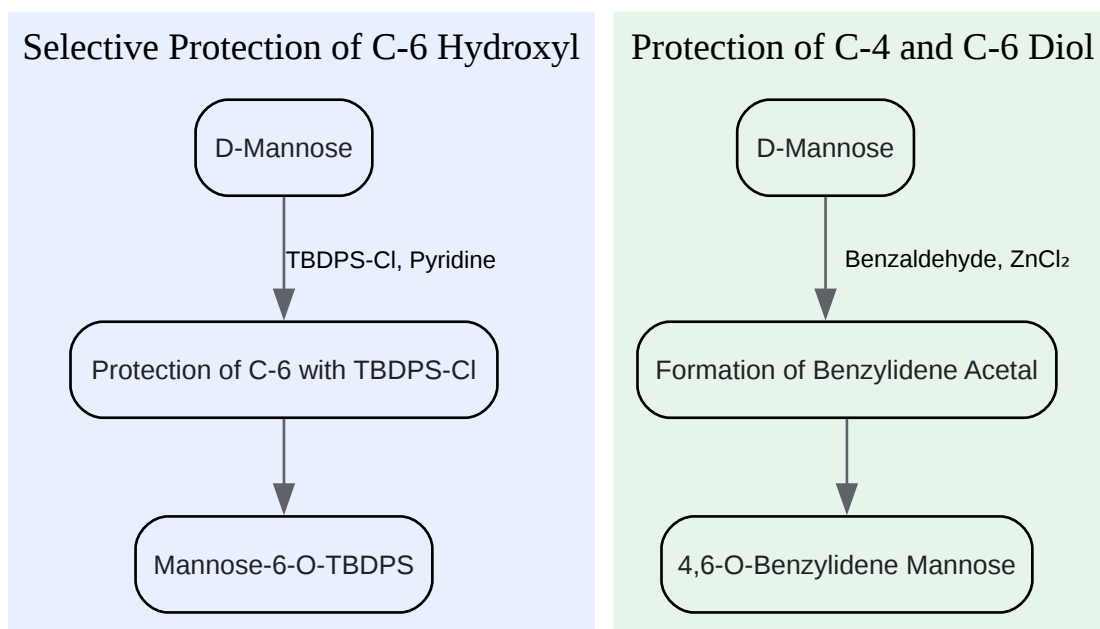 Selective Protection of C-6 Hydroxyl
D-Mannose
TBDPS-Cl, Pyridine
Protection of C-6 with TBDPS-Cl
Mannose-6-O-TBDPS
Protection of C-4 and C-6 Diol
D-Mannose
Benzaldehyde, ZnCl₂
Formation of Benzylidene Acetal
4,6-O-Benzylidene Mannose